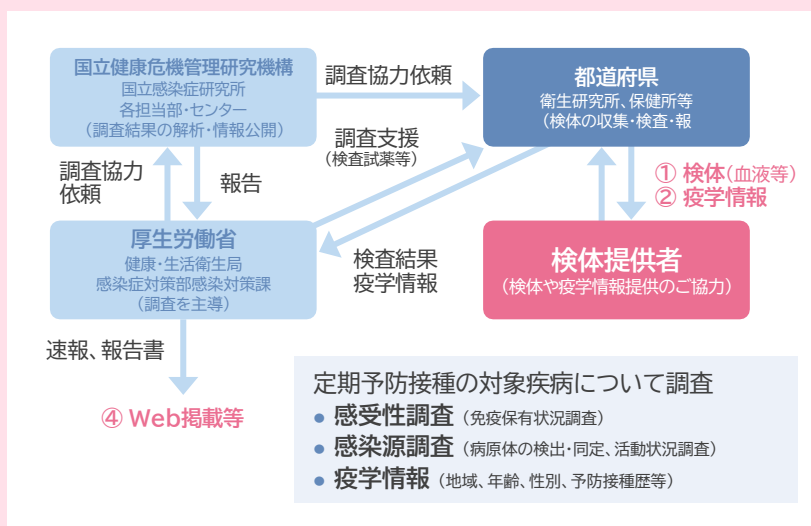 国立健康危機管理研究機構
国立感染症研究所
各担当部・センター
（調査結果の解析・情報公開）
調査協力依頼
都道府県
衛生研究所、保健所等
（検体の収集・検査・報
調査支援
（検査試薬等）
調査協力
依頼
報告
① 検体（血液等）
② 疫学情報
厚生労働省
健康・生活衛生局
感染症対策部感染対策課
（調査を主導）
検査結果
疫学情報
検体提供者
（検体や疫学情報提供のご協力）
速報、報告書
④ Web掲載等
定期予防接種の対象疾病について調査
● 感受性調査（免疫保有状況調査）
● 感染源調査（病原体の検出・同定、活動状況調査）
● 疫学情報（地域、年齢、性別、予防接種歴等）